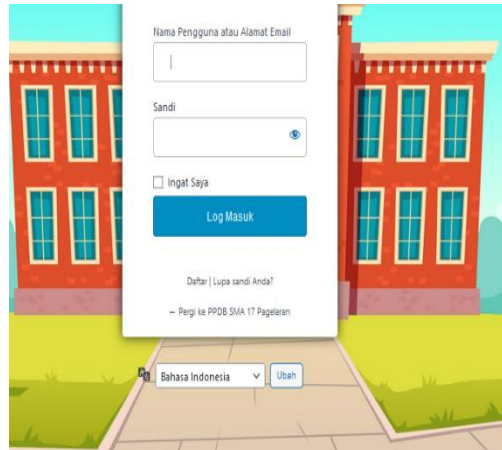 Nama Pengguna atau Alamat Email
Sandi
Ingat Saya
Log Masuk
Daftar | Lupa sandi Anda?
← Pergi ke PPDB SMA 17 Pagelaran
Bahasa Indonesia
Ubah